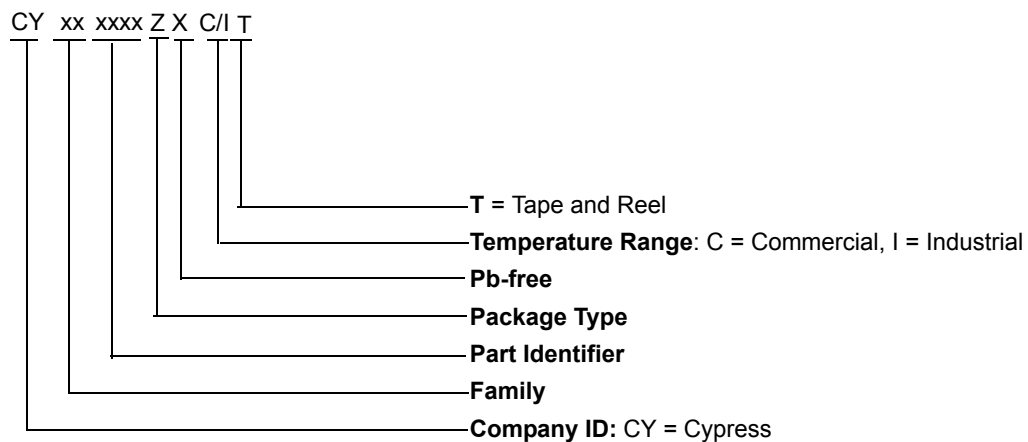 CY xx xxxx Z X C/I T
T = Tape and Reel
Temperature Range: C = Commercial, I = Industrial
Pb-free
Package Type
Part Identifier
Family
Company ID: CY = Cypress